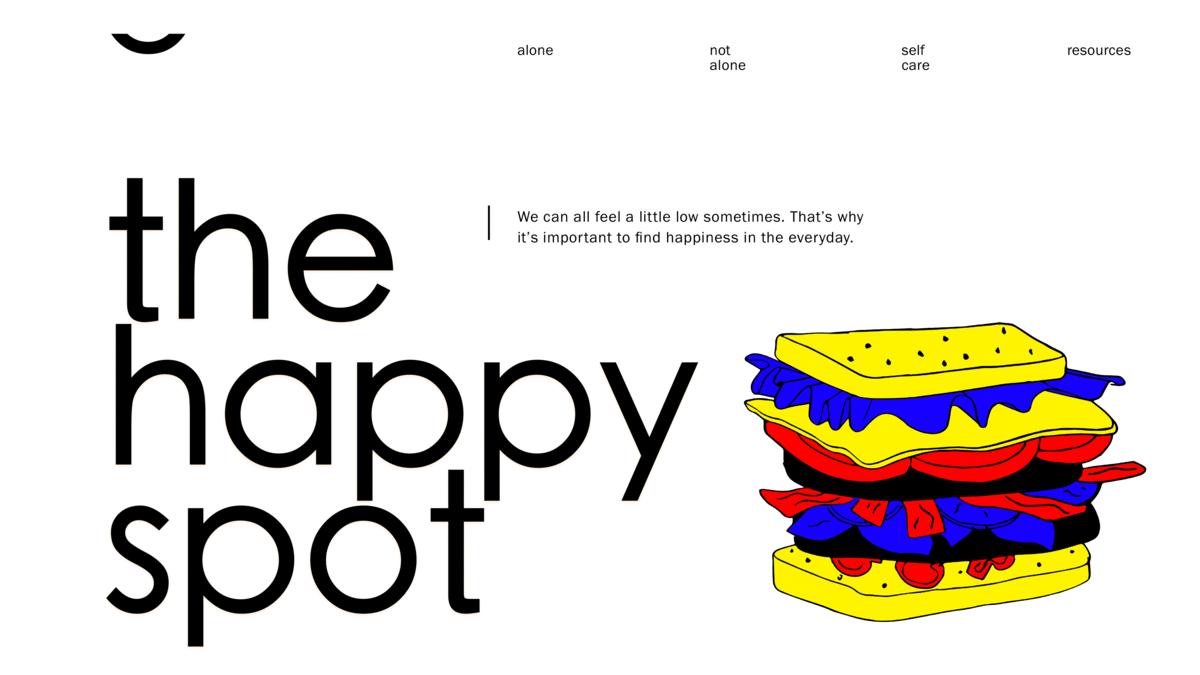 alone
not
alone
self
care
resources
the
happy
spot
We can all feel a little low sometimes. That’s why
it’s important to find happiness in the everyday.